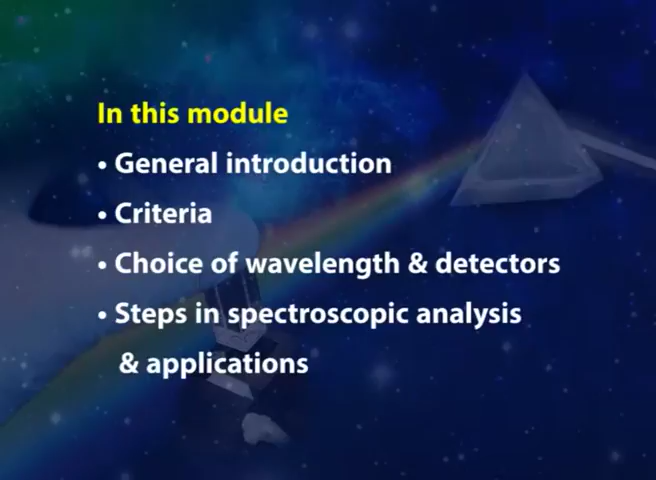 In this module
• General introduction
• Criteria
• Choice of wavelength & detectors
• Steps in spectroscopic analysis
& applications